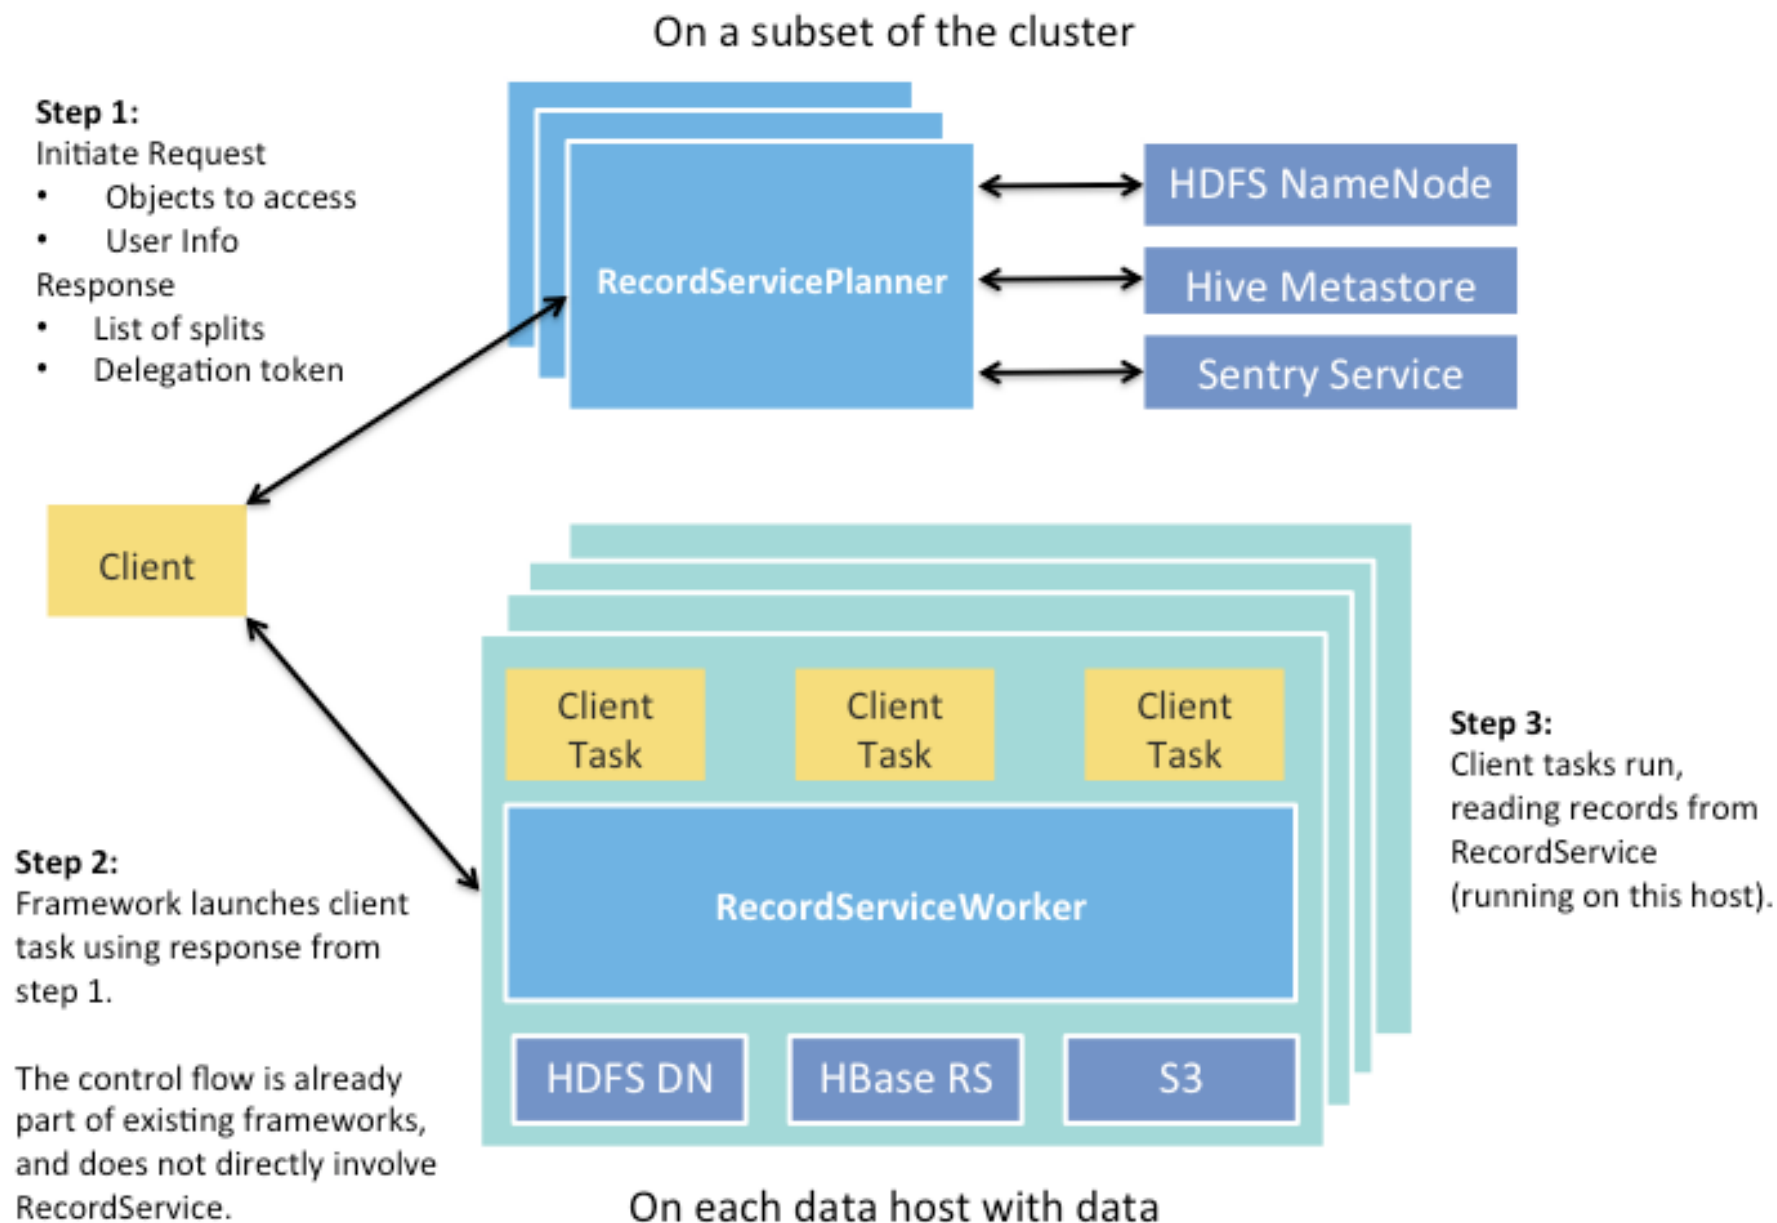 On a subset of the cluster
Step 1:
Initiate Request
• Objects to access
• User Info
Response
• List of splits
• Delegation token
RecordServicePlanner
HDFS NameNode
Hive Metastore
Sentry Service
Client
Client
Task
Client
Task
Client
Task
RecordServiceWorker
HDFS DN
HBase RS
S3
Step 2:
Framework launches client
task using response from
step 1.
The control flow is already
part of existing frameworks,
and does not directly involve
RecordService.
Step 3:
Client tasks run,
reading records from
RecordService
(running on this host).
On each data host with data